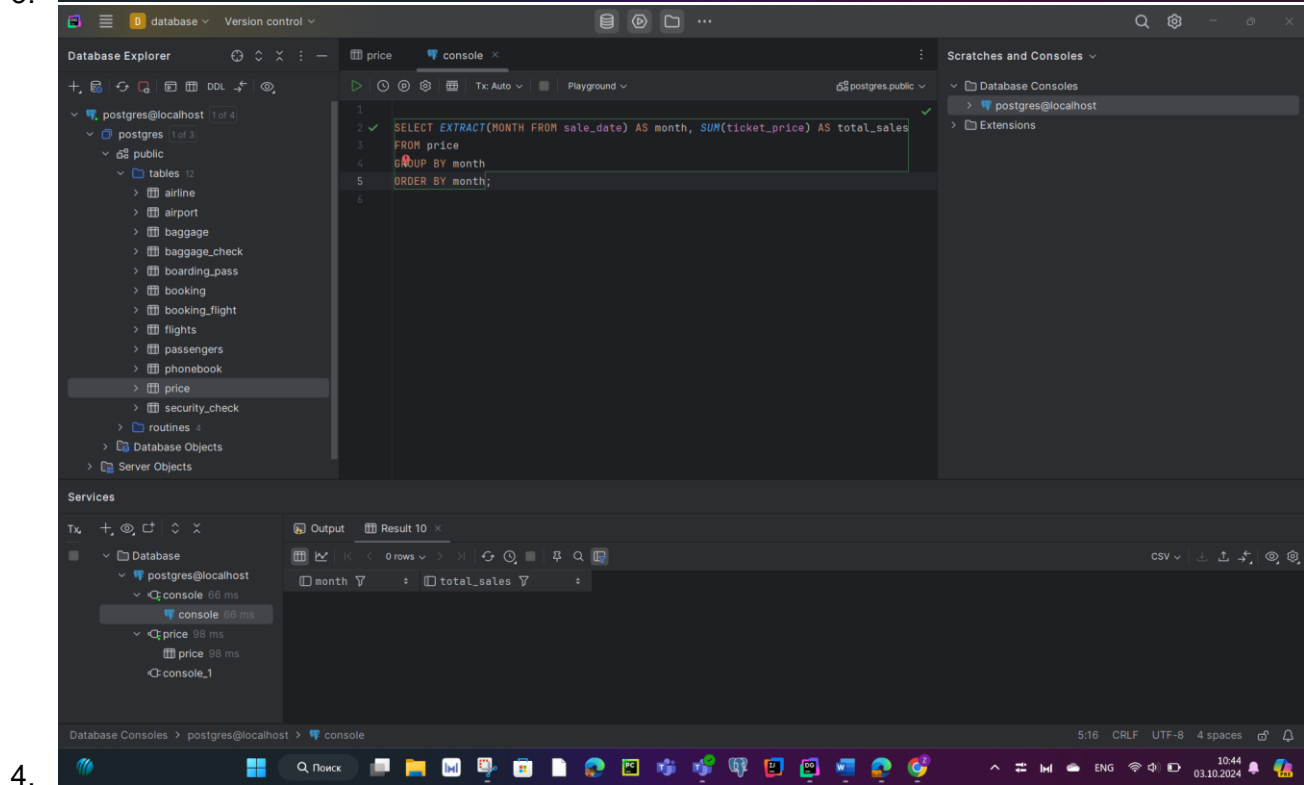 D database Version control
Database Explorer
price
console
Scratches and Consoles
DDL
Tx: Auto
Playground
postgres.public
Database Consoles
postgres@localhost
Extensions
postgres@localhost 1 of 4
postgres 1 of 3
public
tables 12
airline
airport
baggage
baggage_check
boarding_pass
booking
booking_flight
flights
passengers
phonebook
price
security_check
routines 4
Database Objects
Server Objects
1
2 SELECT EXTRACT(MONTH FROM sale_date) AS month, SUM(ticket_price) AS total_sales
3 FROM price
4 GROUP BY month
5 ORDER BY month;
6
Services
Tx
Output
Result 10
Database
postgres@localhost
console 66 ms
console 66 ms
price 98 ms
price 98 ms
console_1
0 rows
CSV
month
total_sales
Database Consoles > postgres@localhost > console
5:16 CRLF UTF-8 4 spaces
4.
Поиск
ENG
10:44
03.10.2024